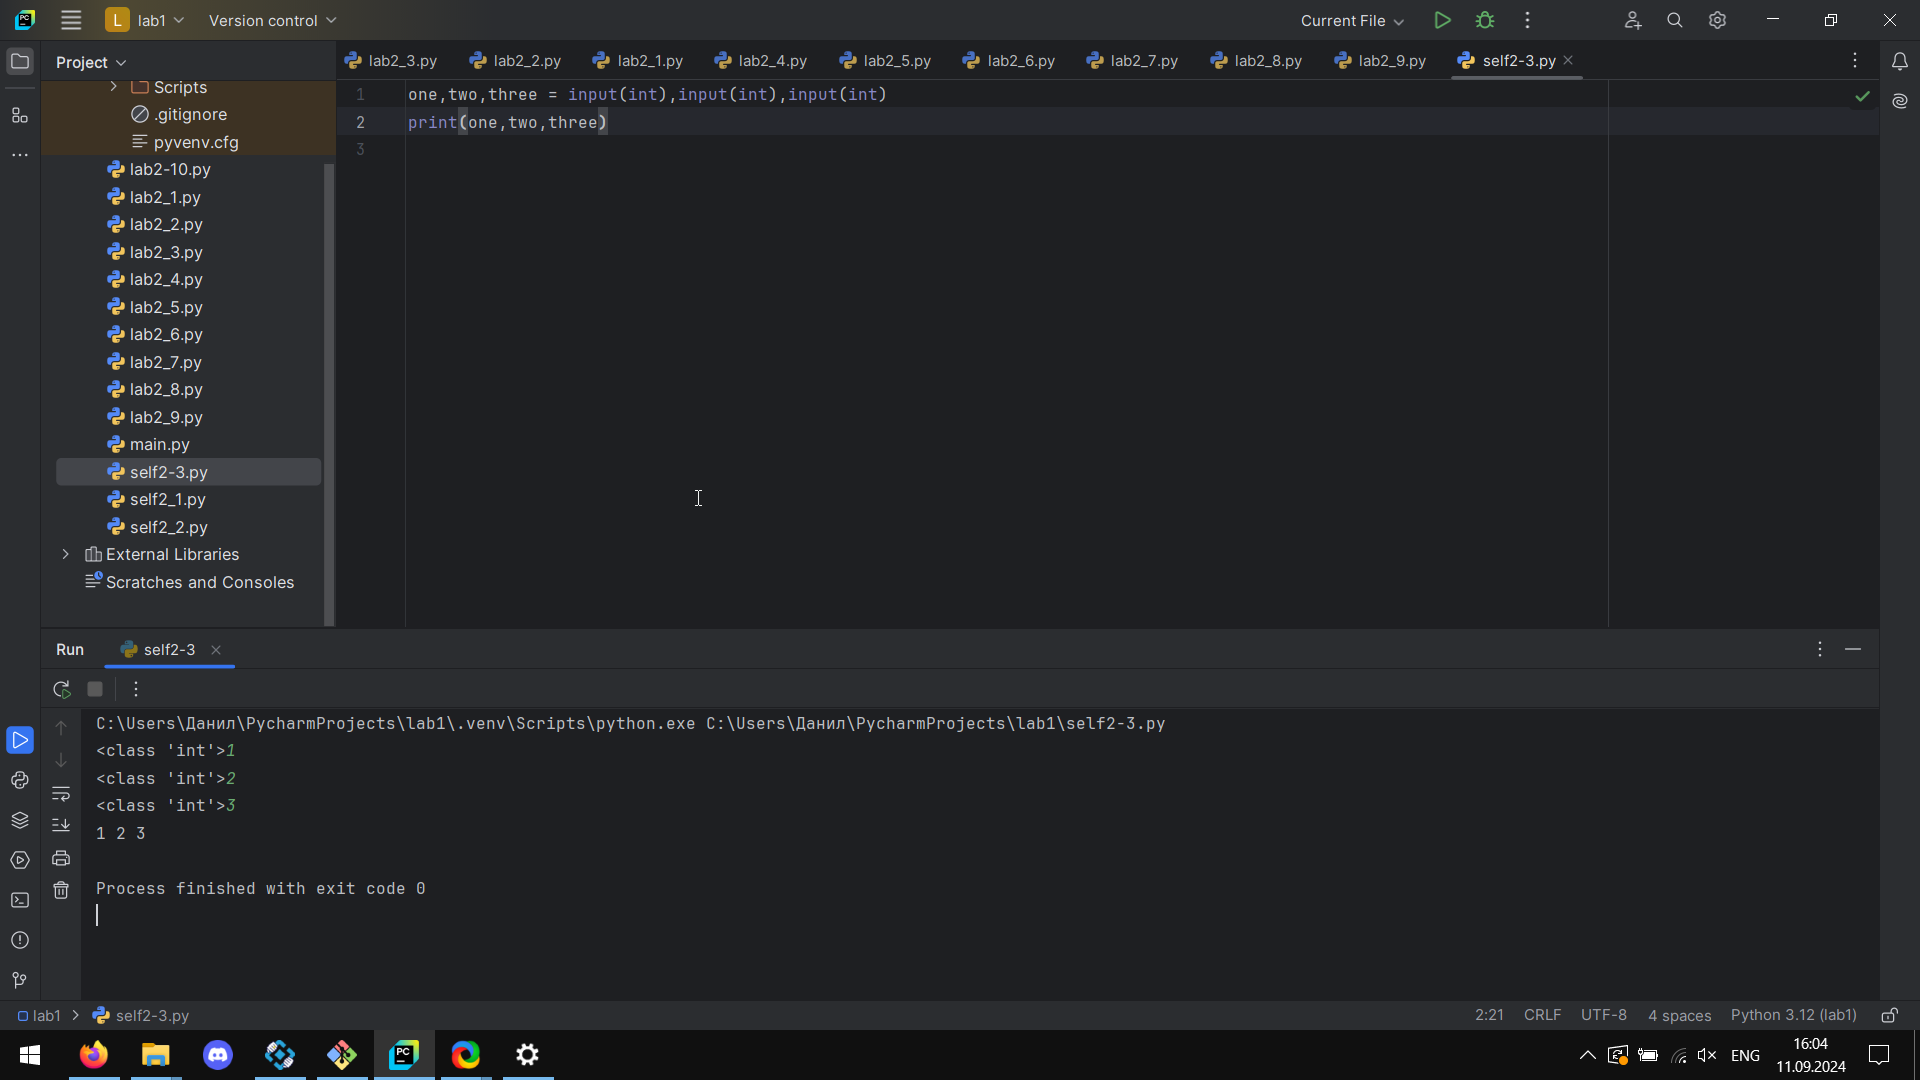 L lab1 Version control Current File
Project
lab2_3.py lab2_2.py lab2_1.py lab2_4.py lab2_5.py lab2_6.py lab2_7.py lab2_8.py lab2_9.py self2-3.py
Scripts
.gitignore
pyvenv.cfg
lab2-10.py
lab2_1.py
lab2_2.py
lab2_3.py
lab2_4.py
lab2_5.py
lab2_6.py
lab2_7.py
lab2_8.py
lab2_9.py
main.py
self2-3.py
self2_1.py
self2_2.py
External Libraries
Scratches and Consoles
1 one,two,three = input(int),input(int),input(int)
2 print(one,two,three)
3
Run self2-3
C:\Users\Данил\PycharmProjects\lab1\.venv\Scripts\python.exe C:\Users\Данил\PycharmProjects\lab1\self2-3.py
<class 'int'>1
<class 'int'>2
<class 'int'>3
1 2 3
Process finished with exit code 0
lab1 > self2-3.py 2:21 CRLF UTF-8 4 spaces Python 3.12 (lab1)
PC ENG 16:04
11.09.2024